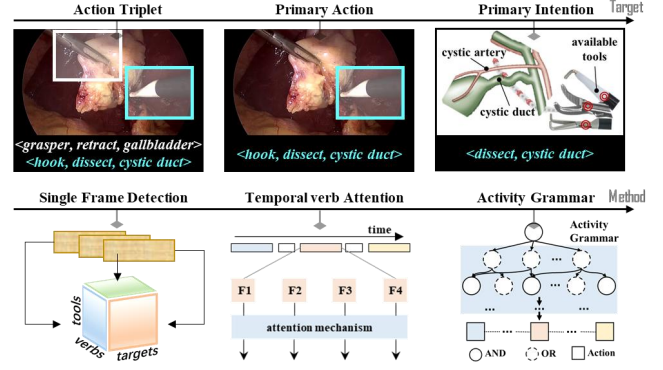 Action Triplet
Primary Action
Primary Intention
Target
cystic artery
cystic duct
available
tools
<grasper, retract, gallbladder>
<hook, dissect, cystic duct>
<hook, dissect, cystic duct>
<dissect, cystic duct>
Single Frame Detection
Temporal verb Attention
Activity Grammar
Method
tools
verbs
targets
time
F1 F2 F3 F4
attention mechanism
Activity
Grammar
...
... ...
... ...
AND OR Action